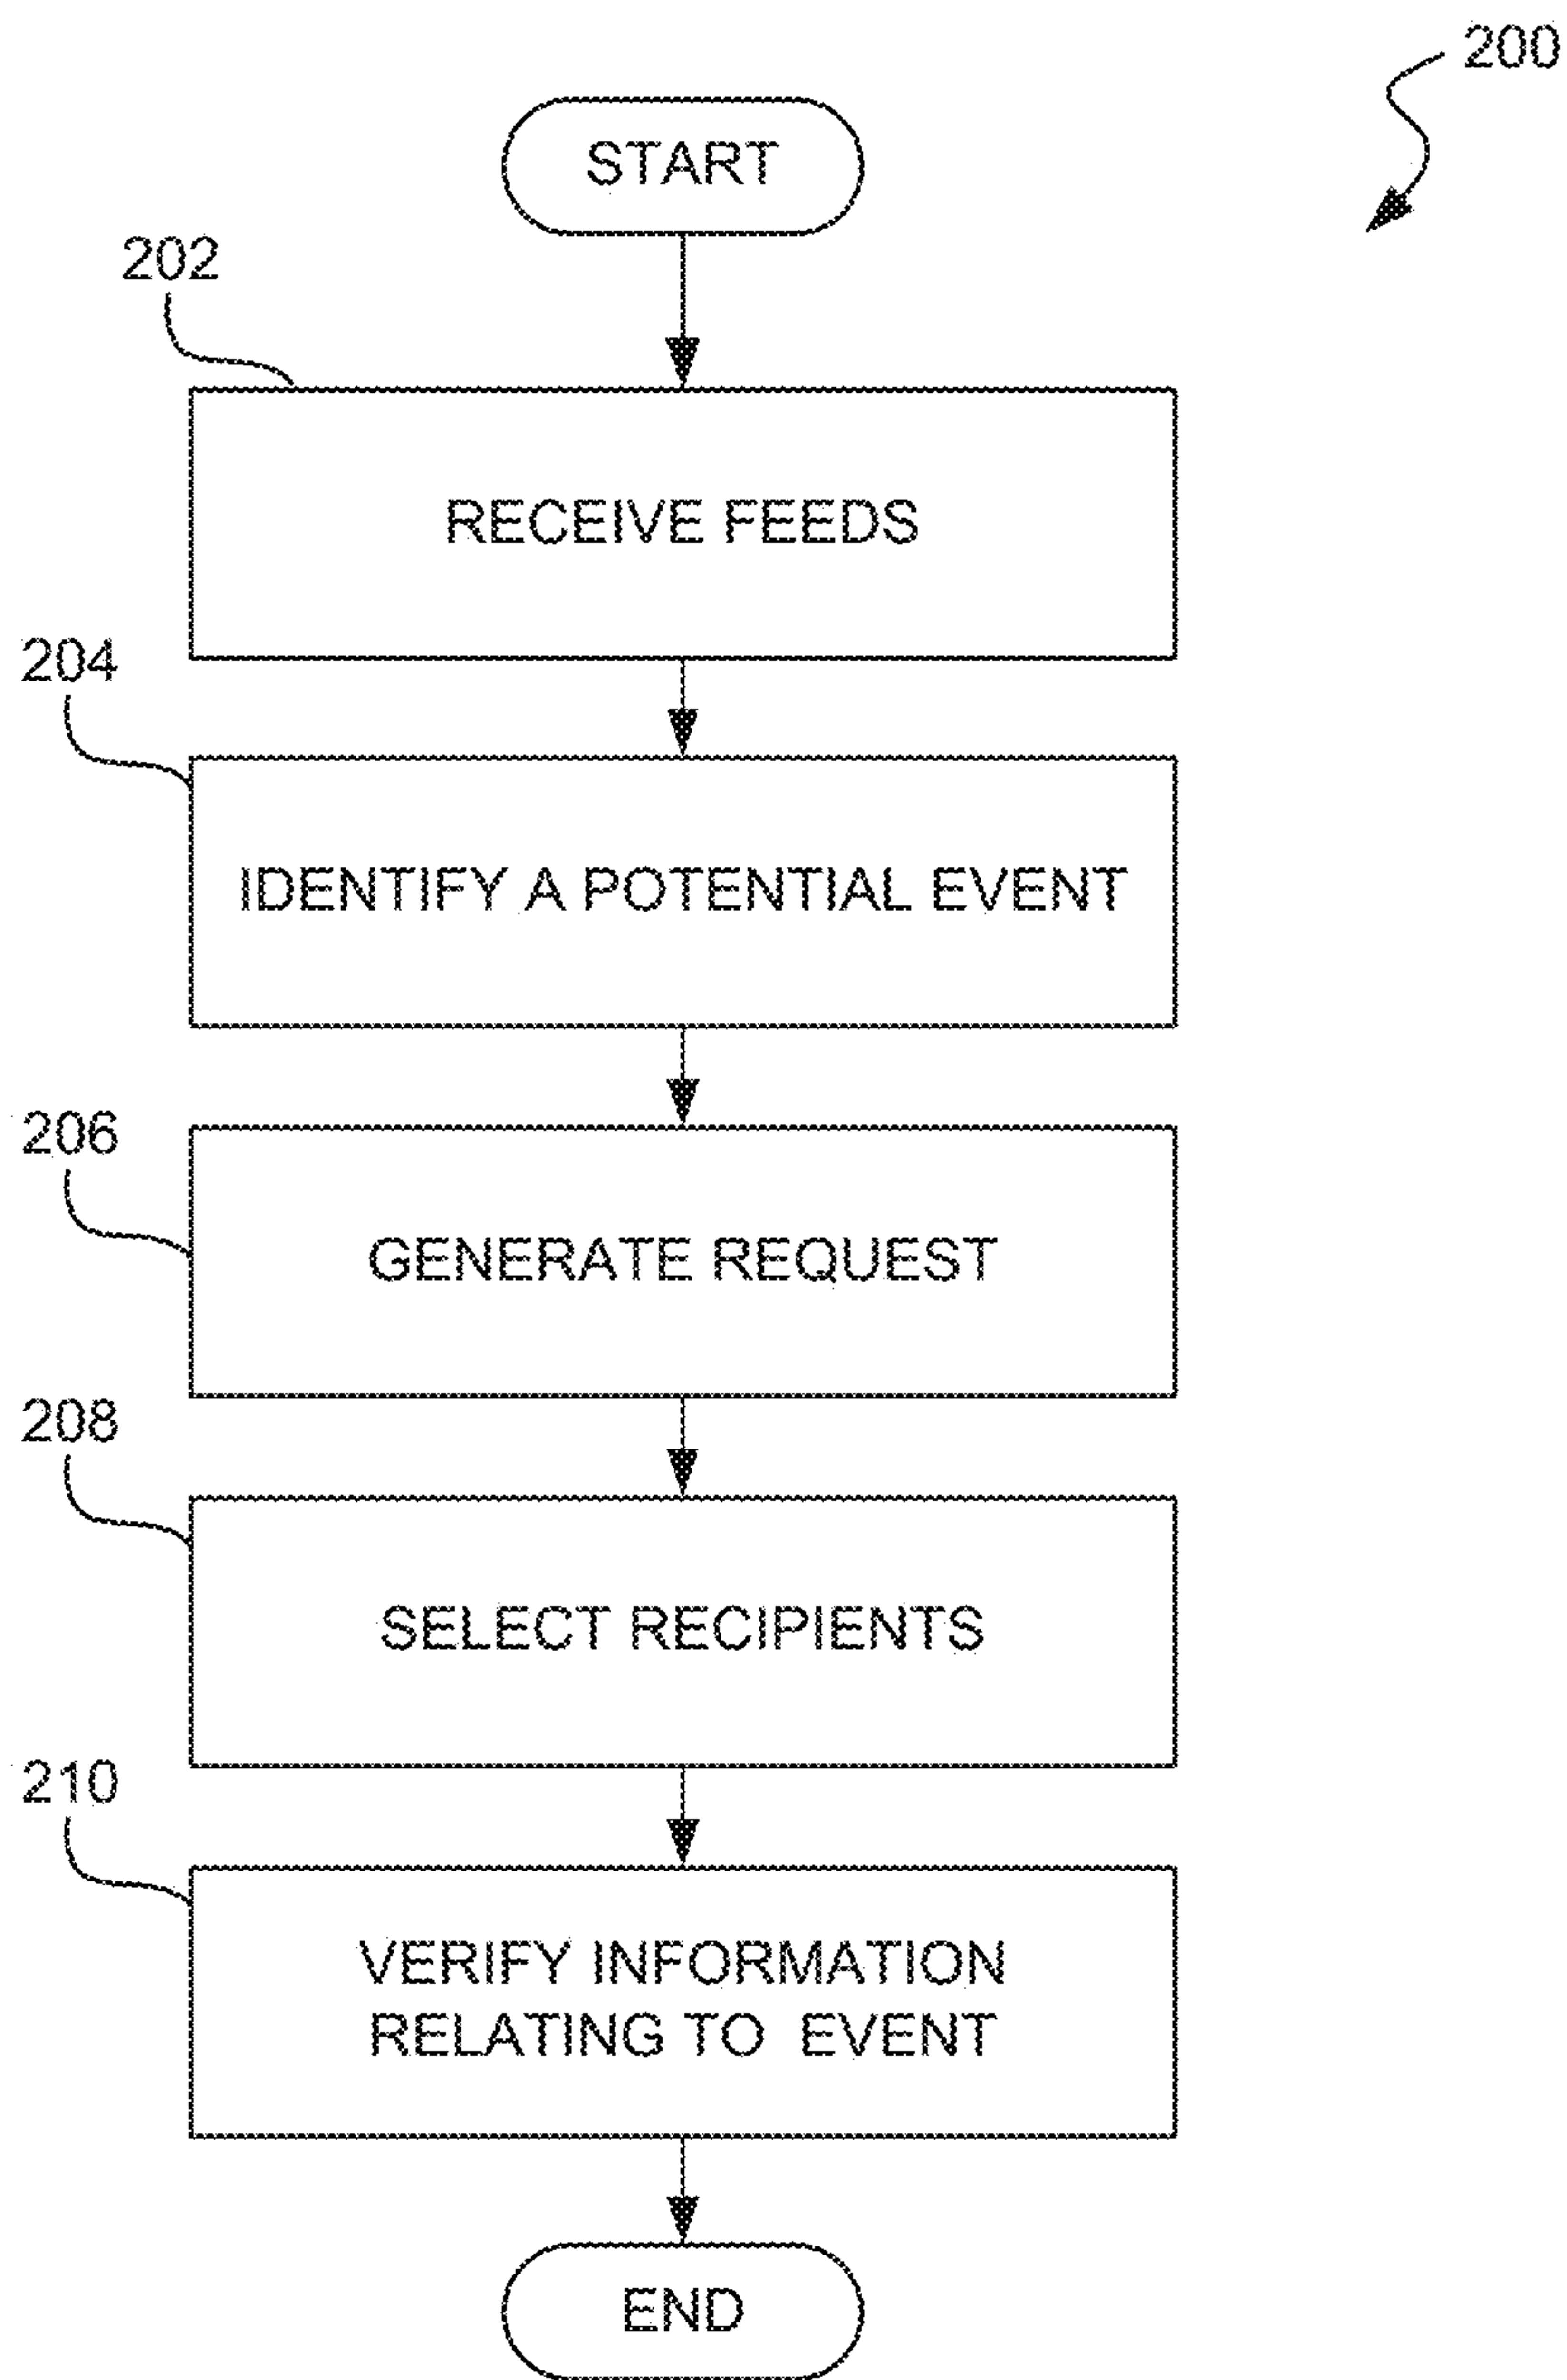 200
START
202
RECEIVE FEEDS
204
IDENTIFY A POTENTIAL EVENT
206
GENERATE REQUEST
208
SELECT RECIPIENTS
210
VERIFY INFORMATION
RELATING TO EVENT
END